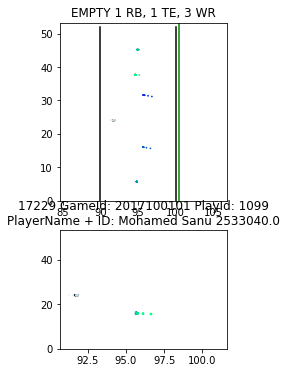 EMPTY 1 RB, 1 TE, 3 WR
50
40
30
20
10
0
85 90 95 100 105
17229 GameId: 2017100101 PlayId: 1099
PlayerName + ID: Mohamed Sanu 2533040.0
40
20
0
92.5 95.0 97.5 100.0